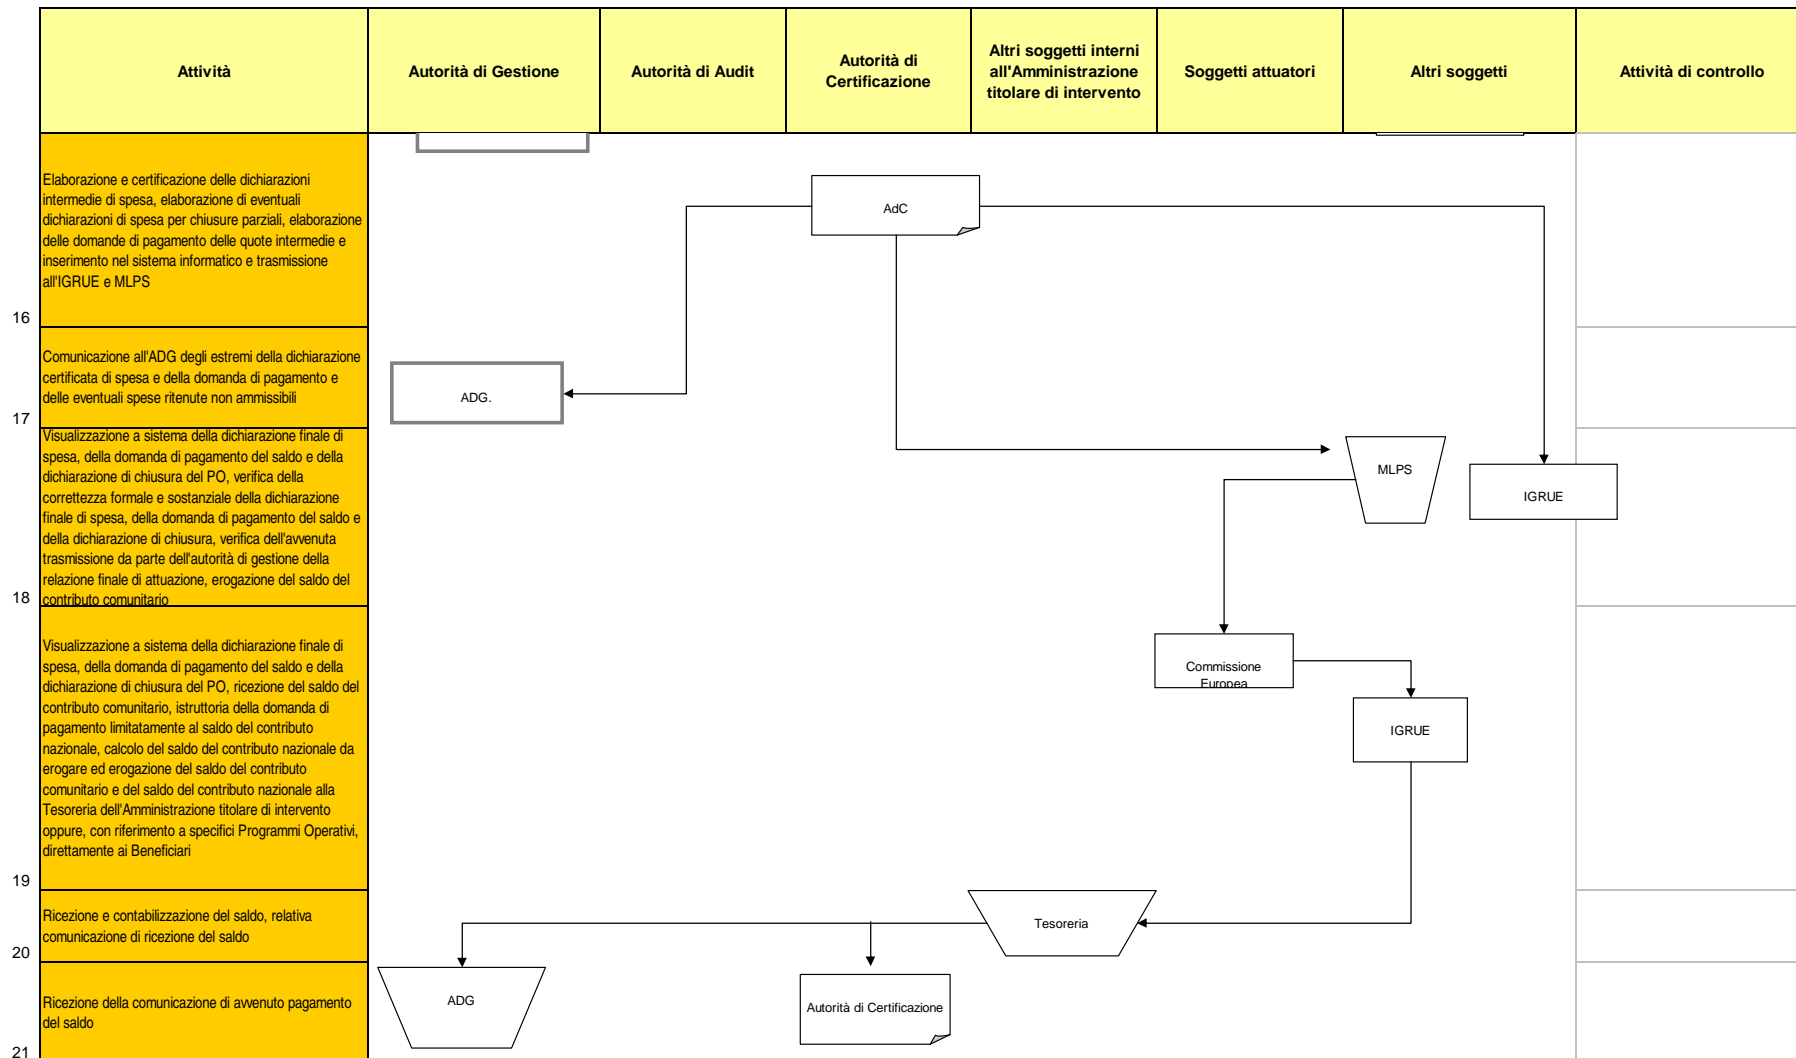 Attività
Autorità di Gestione
Autorità di Audit
Autorità di
Certificazione
Altri soggetti interni
all'Amministrazione
titolare di intervento
Soggetti attuatori
Altri soggetti
Attività di controllo
Elaborazione e certificazione delle dichiarazioni
intermedie di spesa, elaborazione di eventuali
dichiarazioni di spesa per chiusure parziali, elaborazione
delle domande di pagamento delle quote intermedie e
inserimento nel sistema informatico e trasmissione
all'IGRUE e MLPS
16
AdC
Comunicazione all'ADG degli estremi della dichiarazione
certificata di spesa e della domanda di pagamento e
delle eventuali spese ritenute non ammissibili
17
ADG.
Visualizzazione a sistema della dichiarazione finale di
spesa, della domanda di pagamento del saldo e della
dichiarazione di chiusura del PO, verifica della
correttezza formale e sostanziale della dichiarazione
finale di spesa, della domanda di pagamento del saldo e
della dichiarazione di chiusura, verifica dell'avvenuta
trasmissione da parte dell'autorità di gestione della
relazione finale di attuazione, erogazione del saldo del
contributo comunitario
18
MLPS
IGRUE
Visualizzazione a sistema della dichiarazione finale di
spesa, della domanda di pagamento del saldo e della
dichiarazione di chiusura del PO, ricezione del saldo del
contributo comunitario, istruttoria della domanda di
pagamento limitatamente al saldo del contributo
nazionale, calcolo del saldo del contributo nazionale da
erogare ed erogazione del saldo del contributo
comunitario e del saldo del contributo nazionale alla
Tesoreria dell'Amministrazione titolare di intervento
oppure, con riferimento a specifici Programmi Operativi,
direttamente ai Beneficiari
19
Commissione
Europea
IGRUE
Ricezione e contabilizzazione del saldo, relativa
comunicazione di ricezione del saldo
20
Tesoreria
Ricezione della comunicazione di avvenuto pagamento
del saldo
21
ADG
Autorità di Certificazione